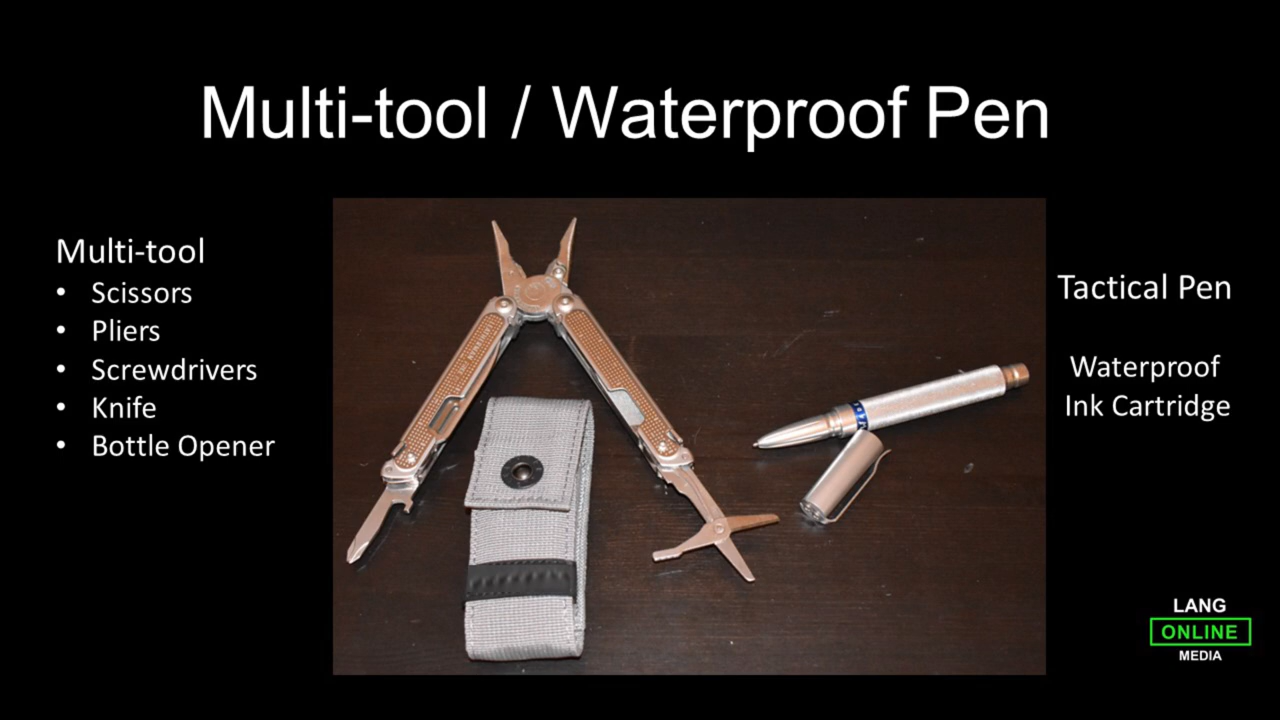 Multi-tool / Waterproof Pen
Multi-tool
• Scissors
• Pliers
• Screwdrivers
• Knife
• Bottle Opener
Tactical Pen
Waterproof
Ink Cartridge
LANG
ONLINE
MEDIA